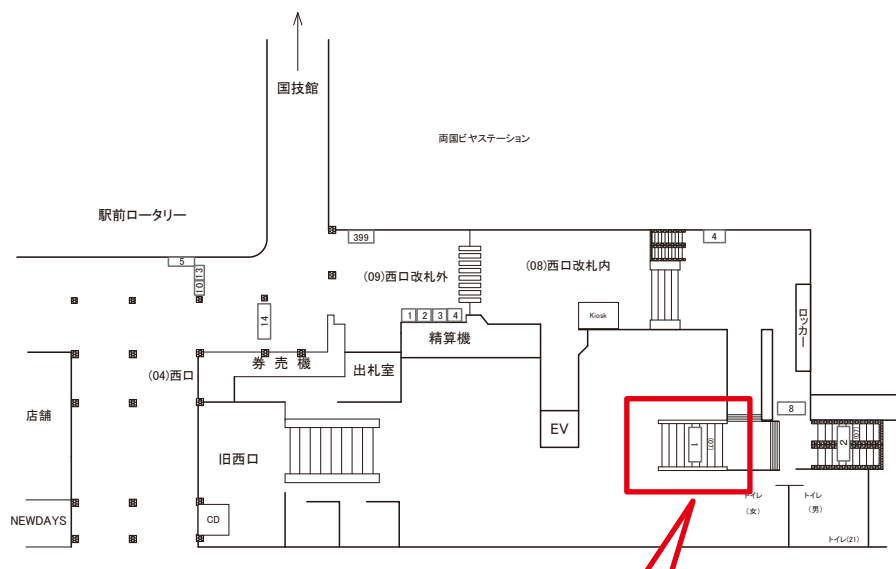 国技館
両国ビヤステーション
駅前ロータリー
399
4
5
(09)西口改札外
(08)西口改札内
10 13
14
Kiosk
1 2 3 4
精算機
ロッカー
券売機
出札室
(04)西口
店舗
8
EV
1
(07)
2
(07)
旧西口
NEWDAYS
CD
トイレ
(女)
トイレ
(男)
トイレ(21)